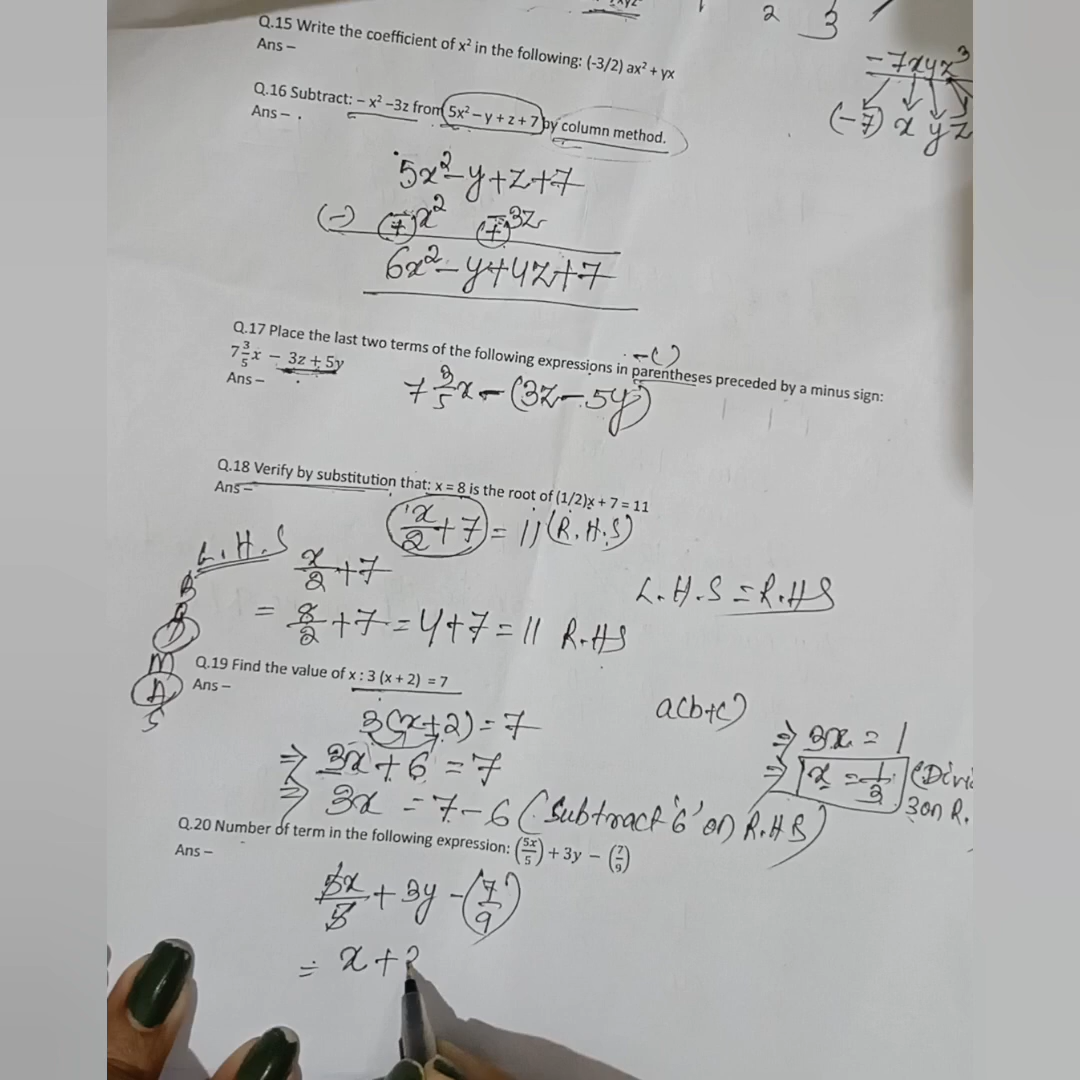 2 3
Q.15 Write the coefficient of x² in the following: (-3/2) ax² + yx
Ans –
-7xyz³
(-7) x y z
Q.16 Subtract: – x² –3z from 5x² – y + z + 7 by column method.
Ans – .
5x² - y + z + 7
(-) x² 3z
6x² - y + 4z + 7
Q.17 Place the last two terms of the following expressions in parentheses preceded by a minus sign:
-( )
7 3/5 x – 3z + 5y
Ans –
7 3/5 x - (3z - 5y)
Q.18 Verify by substitution that: x = 8 is the root of (1/2)x + 7 = 11
Ans –
x/2 + 7 = 11 (R.H.S)
L.H.S x/2 + 7
L.H.S = R.HS
= 8/2 + 7 = 4 + 7 = 11 R.HS
B
D
M
A
S
Q.19 Find the value of x : 3 (x + 2) = 7
Ans –
a(b+c)
3(x+2) = 7
⇒ 3x + 6 = 7
⇒ 3x = 7 - 6 (Subtract '6' on R.H.S)
⇒ 3x = 1
⇒ x = 1/3
3 on R.
Q.20 Number of term in the following expression: (5x/5) + 3y – (7/9)
Ans –
5x/5 + 3y - (7/9)
= x +